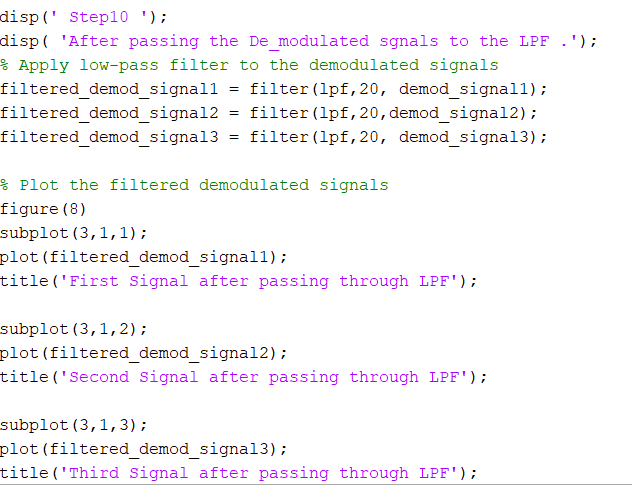 disp(' Step10 ');
disp( 'After passing the De_modulated sgnals to the LPF .');
% Apply low-pass filter to the demodulated signals
filtered_demod_signal1 = filter(lpf,20, demod_signal1);
filtered_demod_signal2 = filter(lpf,20,demod_signal2);
filtered_demod_signal3 = filter(lpf,20, demod_signal3);
% Plot the filtered demodulated signals
figure(8)
subplot(3,1,1);
plot(filtered_demod_signal1);
title('First Signal after passing through LPF');
subplot(3,1,2);
plot(filtered_demod_signal2);
title('Second Signal after passing through LPF');
subplot(3,1,3);
plot(filtered_demod_signal3);
title('Third Signal after passing through LPF');